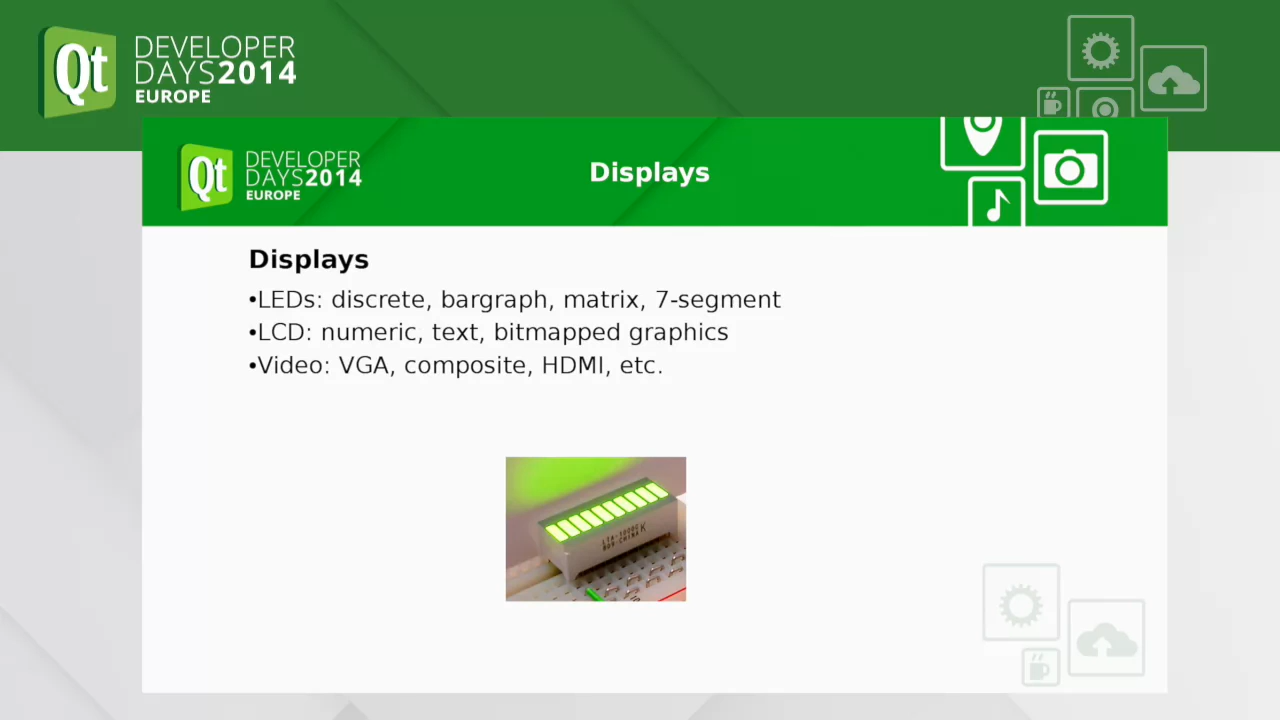 Qt DEVELOPER
DAYS2014
EUROPE
Qt DEVELOPER
DAYS2014
EUROPE
Displays
Displays
•LEDs: discrete, bargraph, matrix, 7-segment
•LCD: numeric, text, bitmapped graphics
•Video: VGA, composite, HDMI, etc.